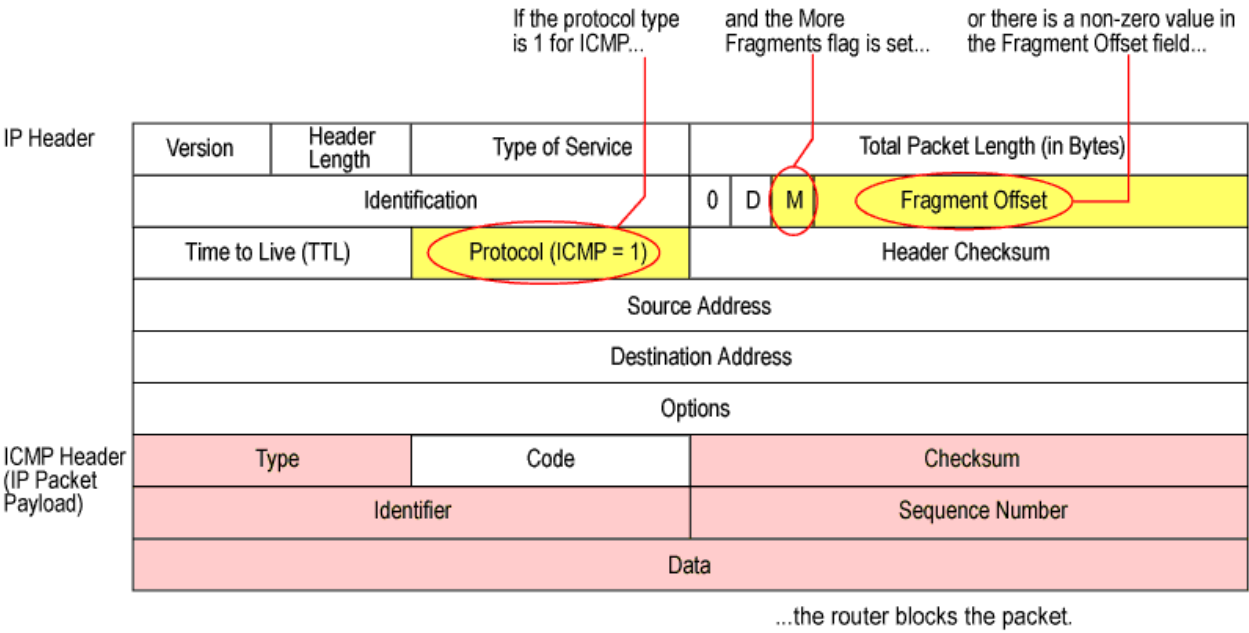 If the protocol type
is 1 for ICMP...
and the More
Fragments flag is set...
or there is a non-zero value in
the Fragment Offset field...
IP Header
Version
Header
Length
Type of Service
Total Packet Length (in Bytes)
Identification
0
D
M
Fragment Offset
Time to Live (TTL)
Protocol (ICMP = 1)
Header Checksum
Source Address
Destination Address
Options
ICMP Header
(IP Packet
Payload)
Type
Code
Checksum
Identifier
Sequence Number
Data
...the router blocks the packet.